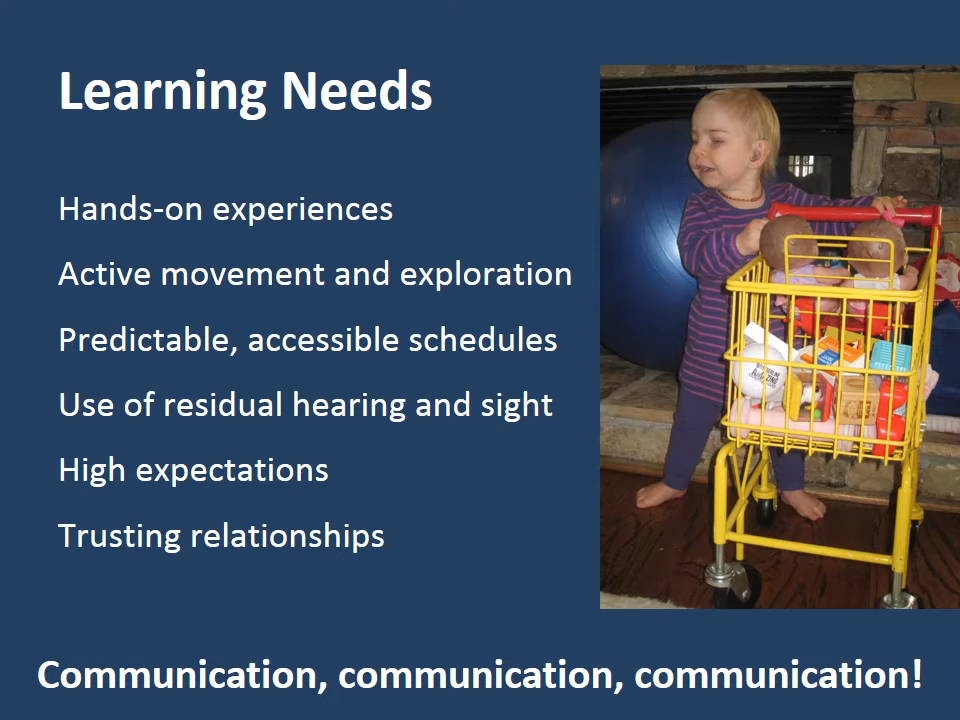 Learning Needs
Hands-on experiences
Active movement and exploration
Predictable, accessible schedules
Use of residual hearing and sight
High expectations
Trusting relationships
Communication, communication, communication!